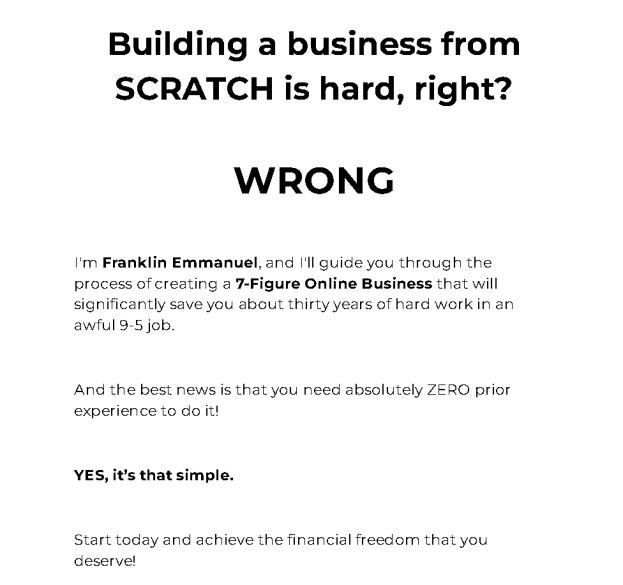 Building a business from
SCRATCH is hard, right?
WRONG
I'm Franklin Emmanuel, and I'll guide you through the
process of creating a 7-Figure Online Business that will
significantly save you about thirty years of hard work in an
awful 9-5 job.
And the best news is that you need absolutely ZERO prior
experience to do it!
YES, it's that simple.
Start today and achieve the financial freedom that you
deserve!